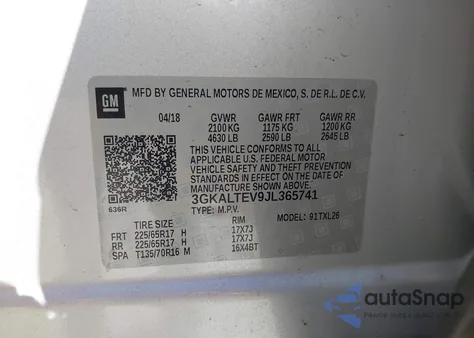 GM
MFD BY GENERAL MOTORS DE MEXICO, S. DE R.L. DE C.V.
04/18 GVWR GAWR FRT GAWR RR
2100 KG 1175 KG 1200 KG
4630 LB 2590 LB 2645 LB
THIS VEHICLE CONFORMS TO ALL
APPLICABLE U.S. FEDERAL MOTOR
VEHICLE SAFETY AND THEFT PREVENTION
STANDARDS IN EFFECT ON THE DATE OF
MANUFACTURE SHOWN ABOVE.
3GKALTEV9JL365741
636R
TYPE: M.P.V. MODEL: 91TXL26
TIRE SIZE RIM
FRT 225/65R17 H 17X7J
RR 225/65R17 H 17X7J
SPA T135/70R16 M 16X4BT
autoSnap